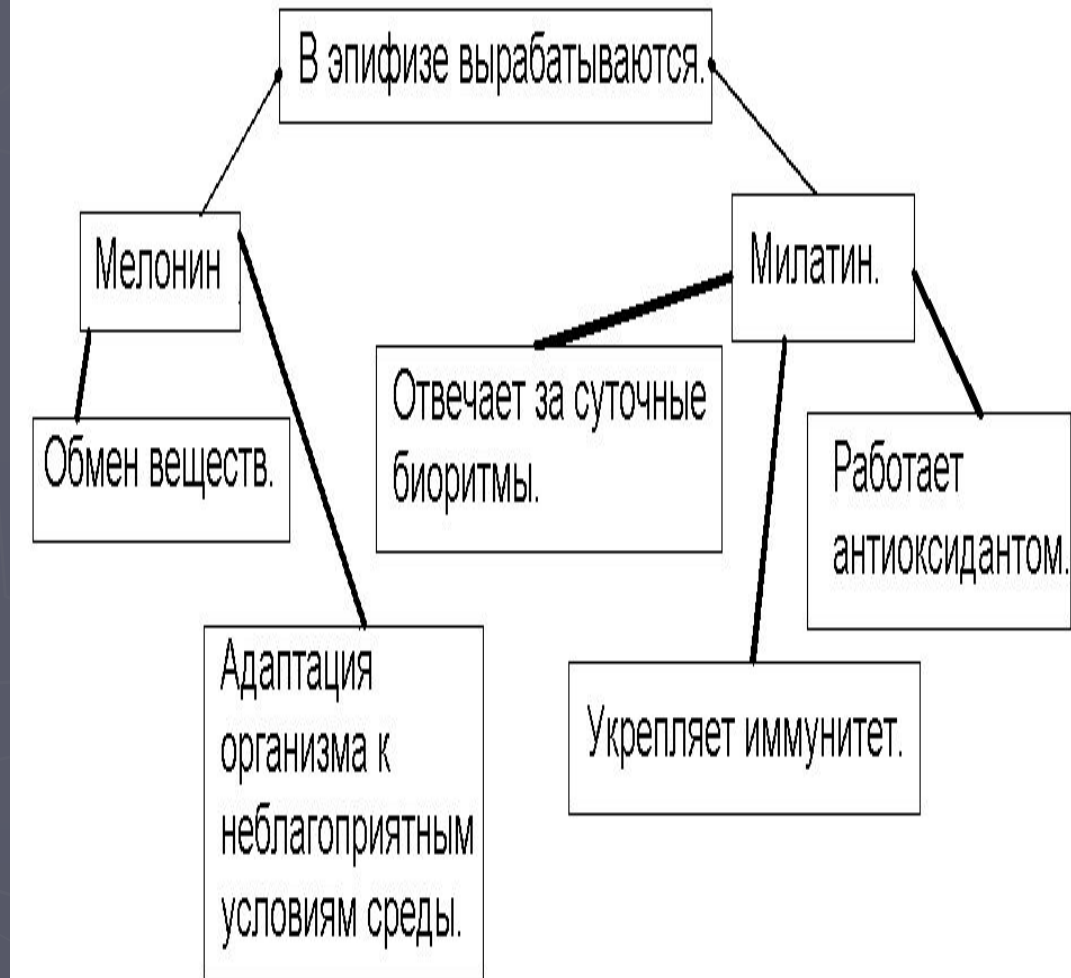 В эпифизе вырабатываются.
Мелонин
Милатин.
Обмен веществ.
Отвечает за суточные
биоритмы.
Работает
антиоксидантом.
Адаптация
организма к
неблагоприятным
условиям среды.
Укрепляет иммунитет.